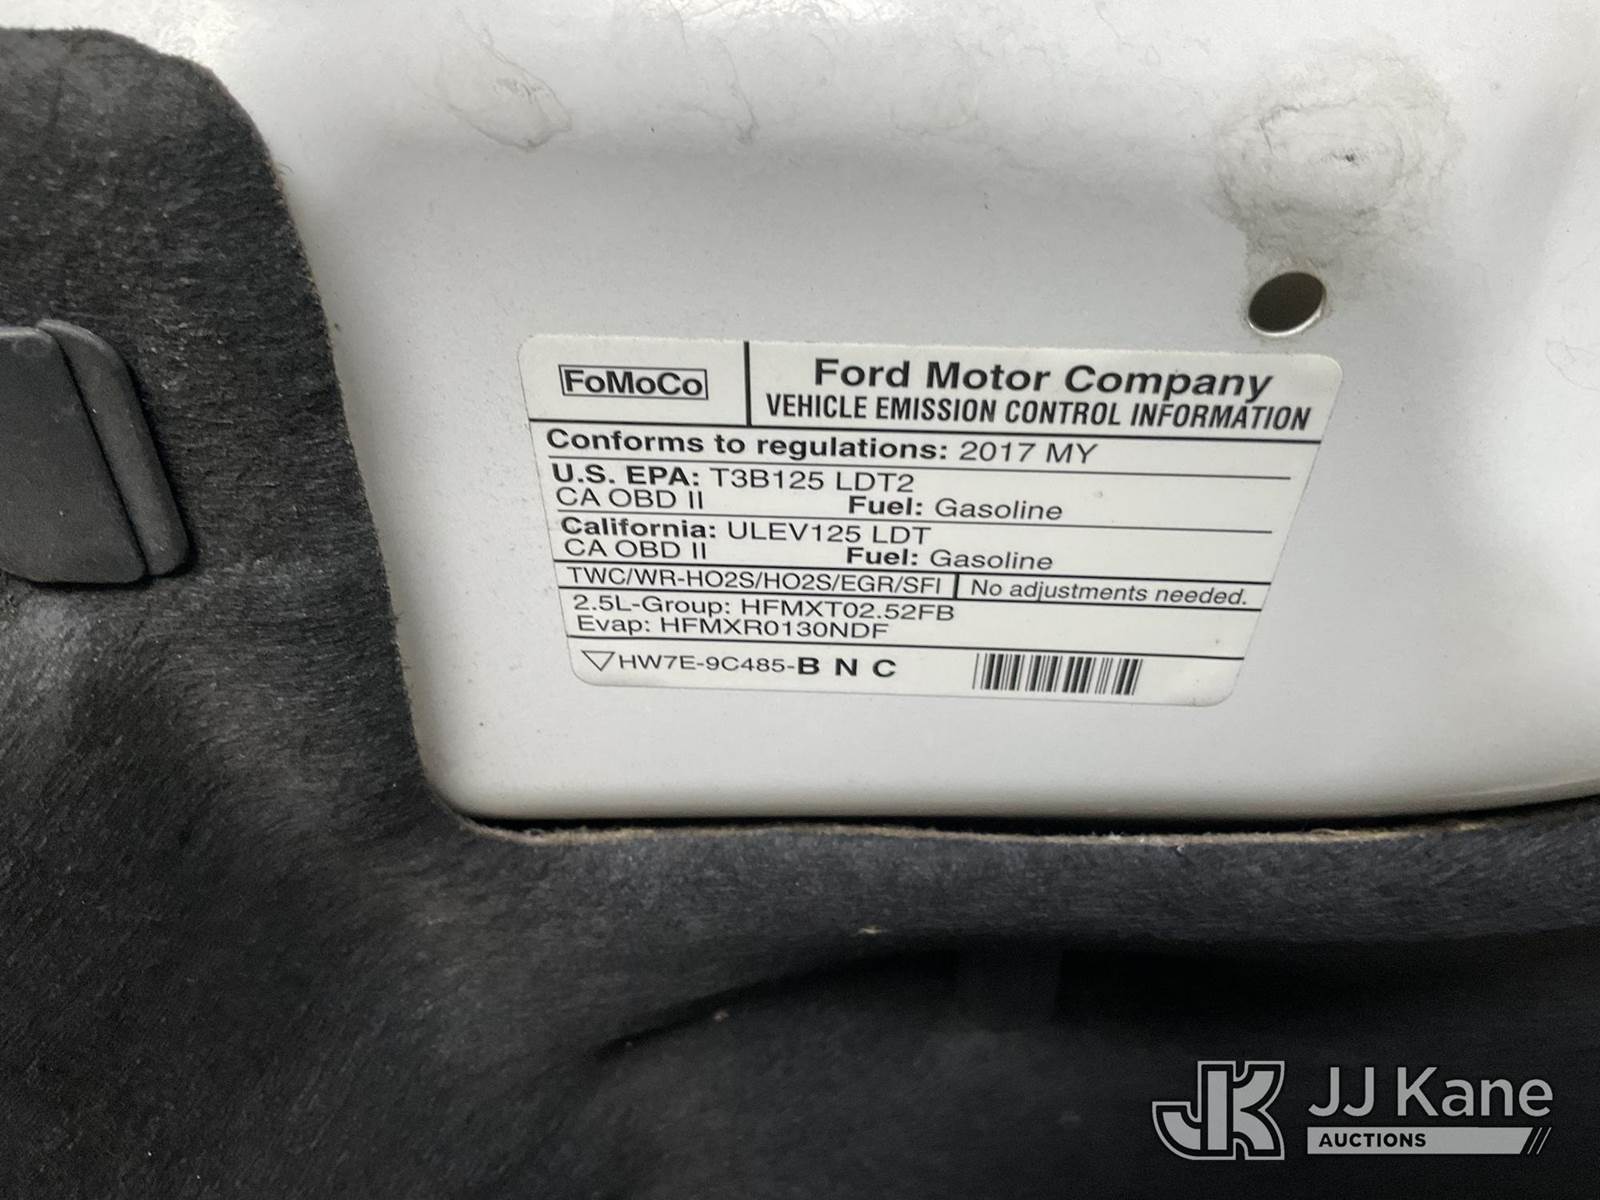 FoMoCo
Ford Motor Company
VEHICLE EMISSION CONTROL INFORMATION
Conforms to regulations: 2017 MY
U.S. EPA: T3B125 LDT2
CA OBD II Fuel: Gasoline
California: ULEV125 LDT
CA OBD II Fuel: Gasoline
TWC/WR-HO2S/HO2S/EGR/SFI No adjustments needed.
2.5L-Group: HFMXT02.52FB
Evap: HFMXR0130NDF
HW7E-9C485-B N C
JK JJ Kane
AUCTIONS